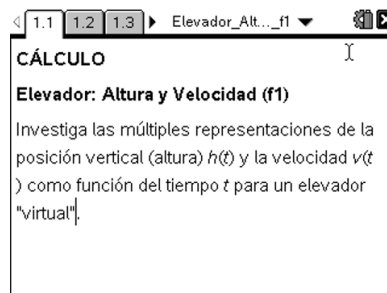 1.1 1.2 1.3 Elevador_Alt..._f1
CÁLCULO
Elevador: Altura y Velocidad (f1)
Investiga las múltiples representaciones de la
posición vertical (altura) h(t) y la velocidad v(t
) como función del tiempo t para un elevador
"virtual".